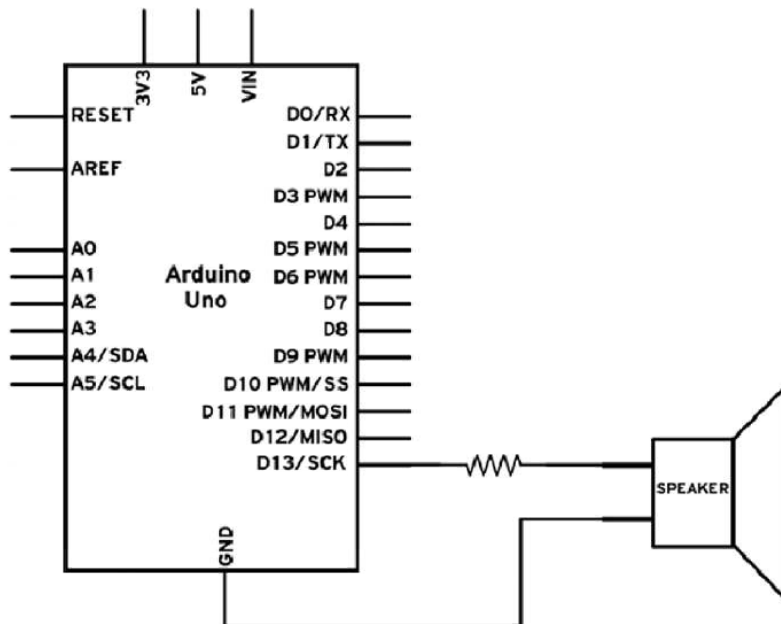 3V3
5V
VIN
RESET
D0/RX
D1/TX
AREF
D2
D3 PWM
D4
A0
D5 PWM
A1
Arduino
Uno
D6 PWM
A2
D7
A3
D8
A4/SDA
D9 PWM
A5/SCL
D10 PWM/SS
D11 PWM/MOSI
D12/MISO
D13/SCK
SPEAKER
GND